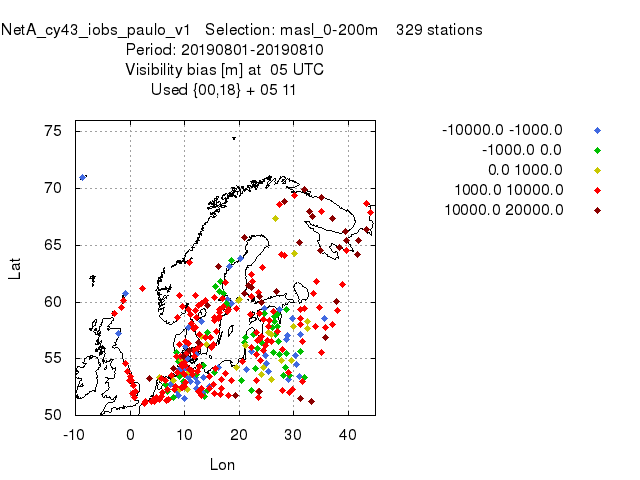 NetA_cy43_iobs_paulo_v1 Selection: masl_0-200m 329 stations
Period: 20190801-20190810
Visibility bias [m] at 05 UTC
Used {00,18} + 05 11
-10000.0 -1000.0
-1000.0 0.0
0.0 1000.0
1000.0 10000.0
10000.0 20000.0
75
70
65
60
55
50
Lat
-10 0 10 20 30 40
Lon